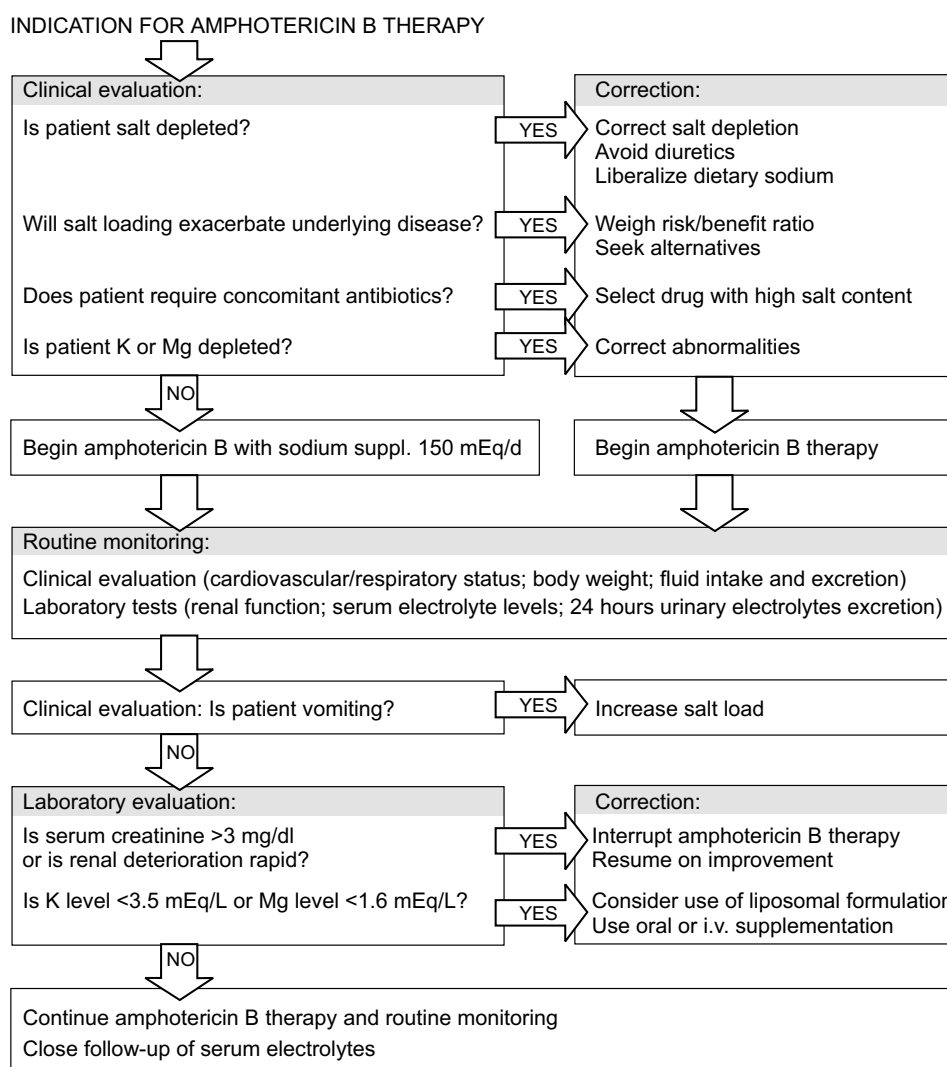 INDICATION FOR AMPHOTERICIN B THERAPY
Clinical evaluation:
Correction:
Is patient salt depleted?
YES
Correct salt depletion
Avoid diuretics
Liberalize dietary sodium
Will salt loading exacerbate underlying disease?
YES
Weigh risk/benefit ratio
Seek alternatives
Does patient require concomitant antibiotics?
YES
Select drug with high salt content
Is patient K or Mg depleted?
YES
Correct abnormalities
NO
Begin amphotericin B with sodium suppl. 150 mEq/d
Begin amphotericin B therapy
Routine monitoring:
Clinical evaluation (cardiovascular/respiratory status; body weight; fluid intake and excretion)
Laboratory tests (renal function; serum electrolyte levels; 24 hours urinary electrolytes excretion)
Clinical evaluation: Is patient vomiting?
YES
Increase salt load
NO
Laboratory evaluation:
Correction:
Is serum creatinine >3 mg/dl
or is renal deterioration rapid?
YES
Interrupt amphotericin B therapy
Resume on improvement
Is K level <3.5 mEq/L or Mg level <1.6 mEq/L?
YES
Consider use of liposomal formulation
Use oral or i.v. supplementation
NO
Continue amphotericin B therapy and routine monitoring
Close follow-up of serum electrolytes